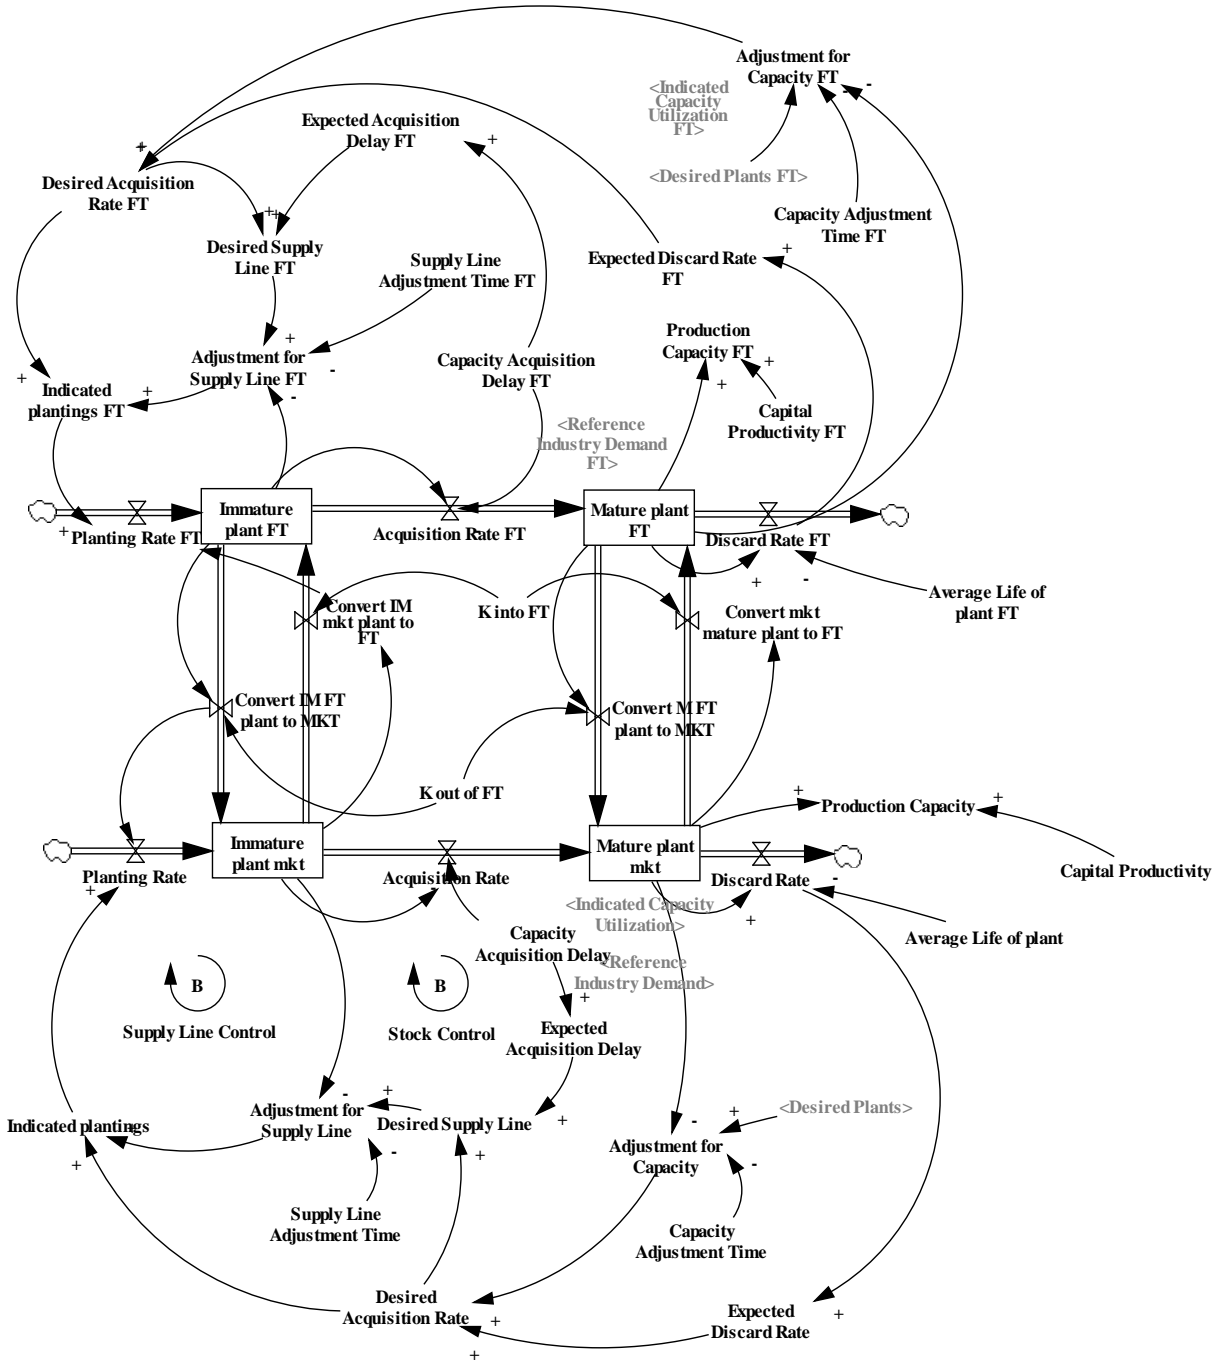 Adjustment for
Capacity FT
- -
<Indicated
Capacity
Utilization
FT>
Expected Acquisition
Delay FT
+
+
<Desired Plants FT>
Desired Acquisition
Rate FT
Capacity Adjustment
Time FT
+
+
Desired Supply
Line FT
Supply Line
Adjustment Time FT
Expected Discard Rate
FT
+
Production
Capacity FT
+
+
+
Adjustment for
Supply Line FT
-
Capacity Acquisition
Delay FT
+
Indicated
plantings FT
+
-
Capital
Productivity FT
<Reference
Industry Demand
FT>
Immature
plant FT
Mature plant
FT
+
Planting Rate FT
Acquisition Rate FT
Discard Rate FT
+
-
Average Life of
plant FT
Convert IM
mkt plant to
FT
K into FT
Convert mkt
mature plant to FT
Convert IM FT
plant to MKT
Convert M FT
plant to MKT
K out of FT
+
Production Capacity
+
Immature
plant mkt
Mature plant
mkt
Planting Rate
+
Acquisition Rate
-
Discard Rate
-
+
Capital Productivity
<Indicated Capacity
Utilization>
Average Life of plant
Capacity
Acquisition Delay
<Reference
Industry Demand>
B
Supply Line Control
B
Stock Control
+
Expected
Acquisition Delay
-
+
+
Indicated plantings
+
Adjustment for
Supply Line
-
Desired Supply Line
+
<Desired Plants>
+
-
Adjustment for
Capacity
-
Supply Line
Adjustment Time
Capacity
Adjustment Time
Desired
Acquisition Rate
+
+
Expected
Discard Rate
+